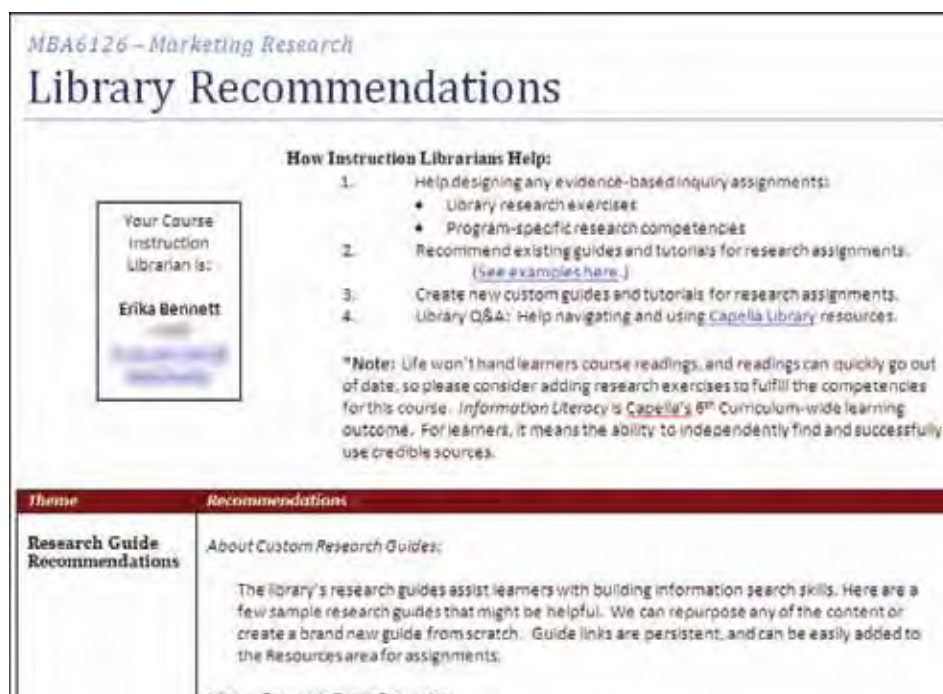 MBA6126 – Marketing Research
Library Recommendations
Your Course
Instruction
Librarian is:
Erika Bennett
How Instruction Librarians Help:
1. Help designing any evidence-based inquiry assignments:
• Library research exercises
• Program-specific research competencies
2. Recommend existing guides and tutorials for research assignments.
(See examples here.)
3. Create new custom guides and tutorials for research assignments.
4. Library Q&A: Help navigating and using Capella Library resources.
*Note: Life won't hand learners course readings, and readings can quickly go out
of date, so please consider adding research exercises to fulfill the competencies
for this course. Information Literacy is Capella's 6th Curriculum-wide learning
outcome. For learners, it means the ability to independently find and successfully
use credible sources.
Theme Recommendations
Research Guide
Recommendations
About Custom Research Guides:
The library's research guides assist learners with building information search skills. Here are a
few sample research guides that might be helpful. We can repurpose any of the content or
create a brand new guide from scratch. Guide links are persistent, and can be easily added to
the Resources area for assignments.